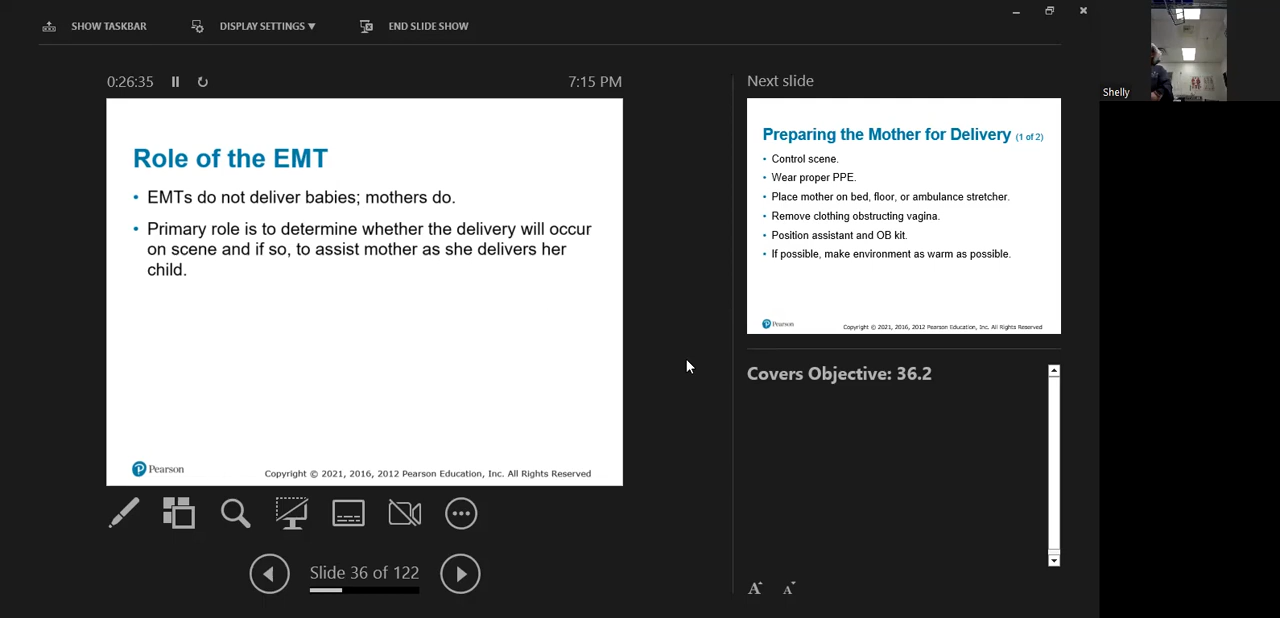 SHOW TASKBAR
DISPLAY SETTINGS ▼
END SLIDE SHOW
0:26:35
7:15 PM
Role of the EMT
• EMTs do not deliver babies; mothers do.
• Primary role is to determine whether the delivery will occur
on scene and if so, to assist mother as she delivers her
child.
Pearson
Copyright © 2021, 2016, 2012 Pearson Education, Inc. All Rights Reserved
Slide 36 of 122
Next slide
Preparing the Mother for Delivery (1 of 2)
• Control scene.
• Wear proper PPE.
• Place mother on bed, floor, or ambulance stretcher.
• Remove clothing obstructing vagina.
• Position assistant and OB kit.
• If possible, make environment as warm as possible.
Pearson
Copyright © 2021, 2016, 2012 Pearson Education, Inc. All Rights Reserved
Covers Objective: 36.2
A A
Shelly